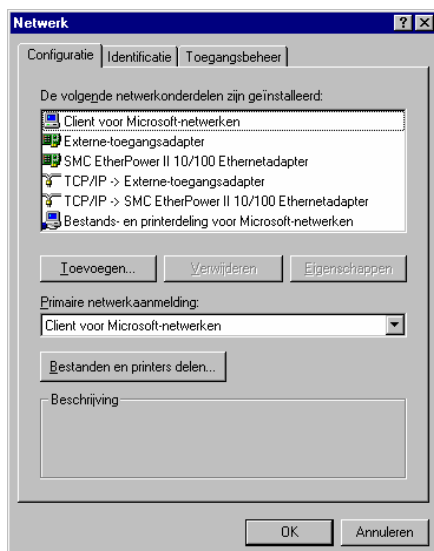 Netwerk
Configuratie Identificatie Toegangsbeheer
De volgende netwerkonderdelen zijn geïnstalleerd:
Client voor Microsoft-netwerken
Externe-toegangsadapter
SMC EtherPower II 10/100 Ethernetadapter
TCP/IP -> Externe-toegangsadapter
TCP/IP -> SMC EtherPower II 10/100 Ethernetadapter
Bestands- en printerdeling voor Microsoft-netwerken
Toevoegen... Verwijderen Eigenschappen
Primaire netwerkaanmelding:
Client voor Microsoft-netwerken
Bestanden en printers delen...
Beschrijving
OK Annuleren